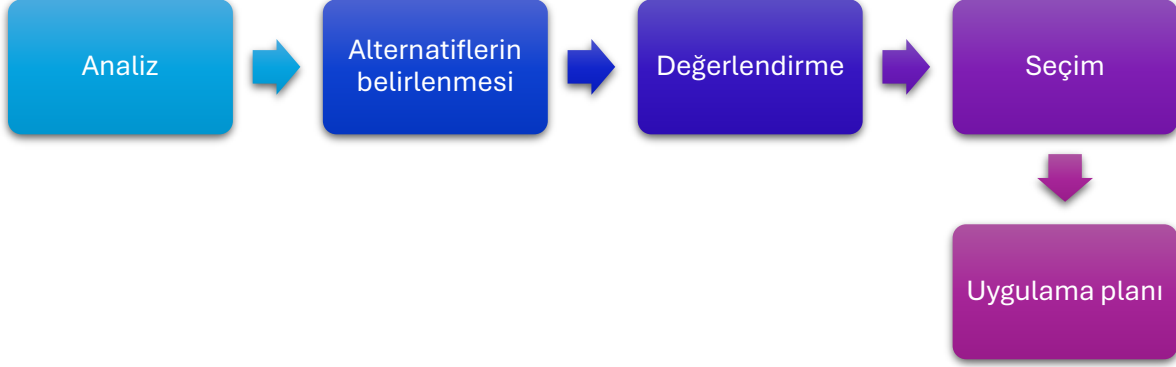 Analiz
Alternatiflerin
belirlenmesi
Değerlendirme
Seçim
Uygulama planı